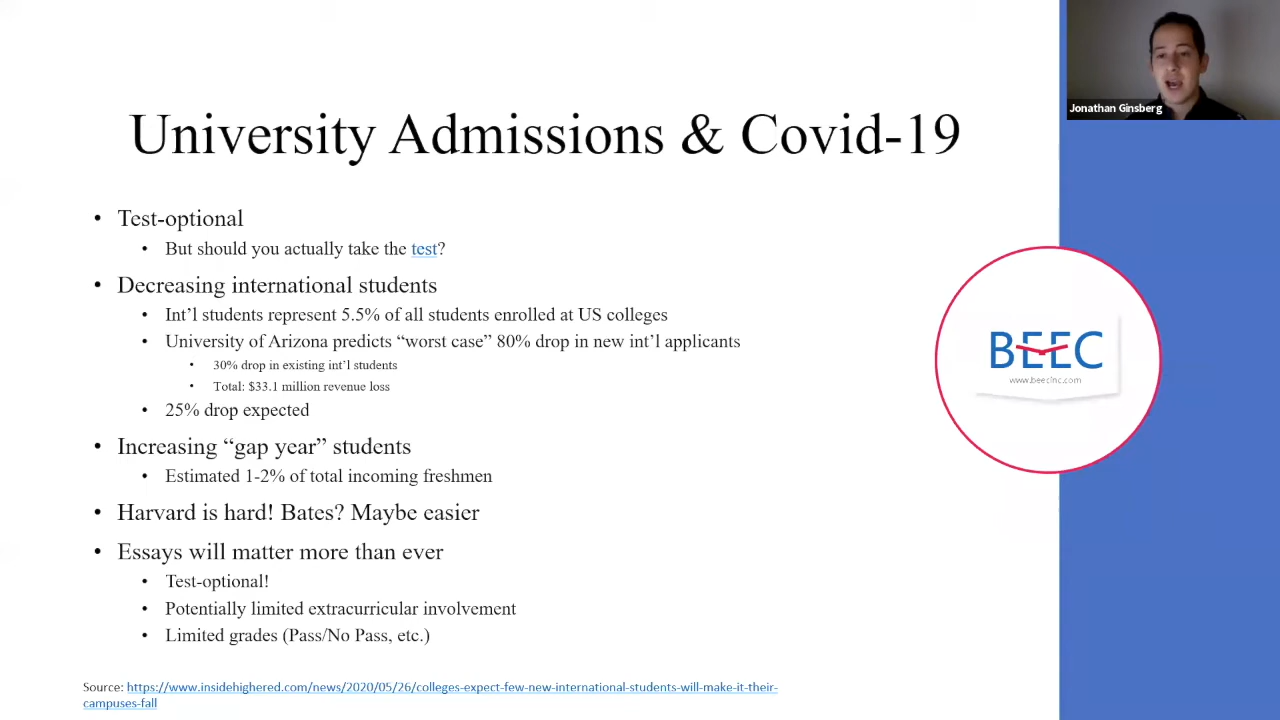 University Admissions & Covid-19
• Test-optional
• But should you actually take the test?
• Decreasing international students
• Int’l students represent 5.5% of all students enrolled at US colleges
• University of Arizona predicts “worst case” 80% drop in new int’l applicants
• 30% drop in existing int’l students
• Total: $33.1 million revenue loss
• 25% drop expected
• Increasing “gap year” students
• Estimated 1-2% of total incoming freshmen
• Harvard is hard! Bates? Maybe easier
• Essays will matter more than ever
• Test-optional!
• Potentially limited extracurricular involvement
• Limited grades (Pass/No Pass, etc.)
Source: https://www.insidehighered.com/news/2020/05/26/colleges-expect-few-new-international-students-will-make-it-their-
campuses-fall
Jonathan Ginsberg
BEEC
www.beecinc.com